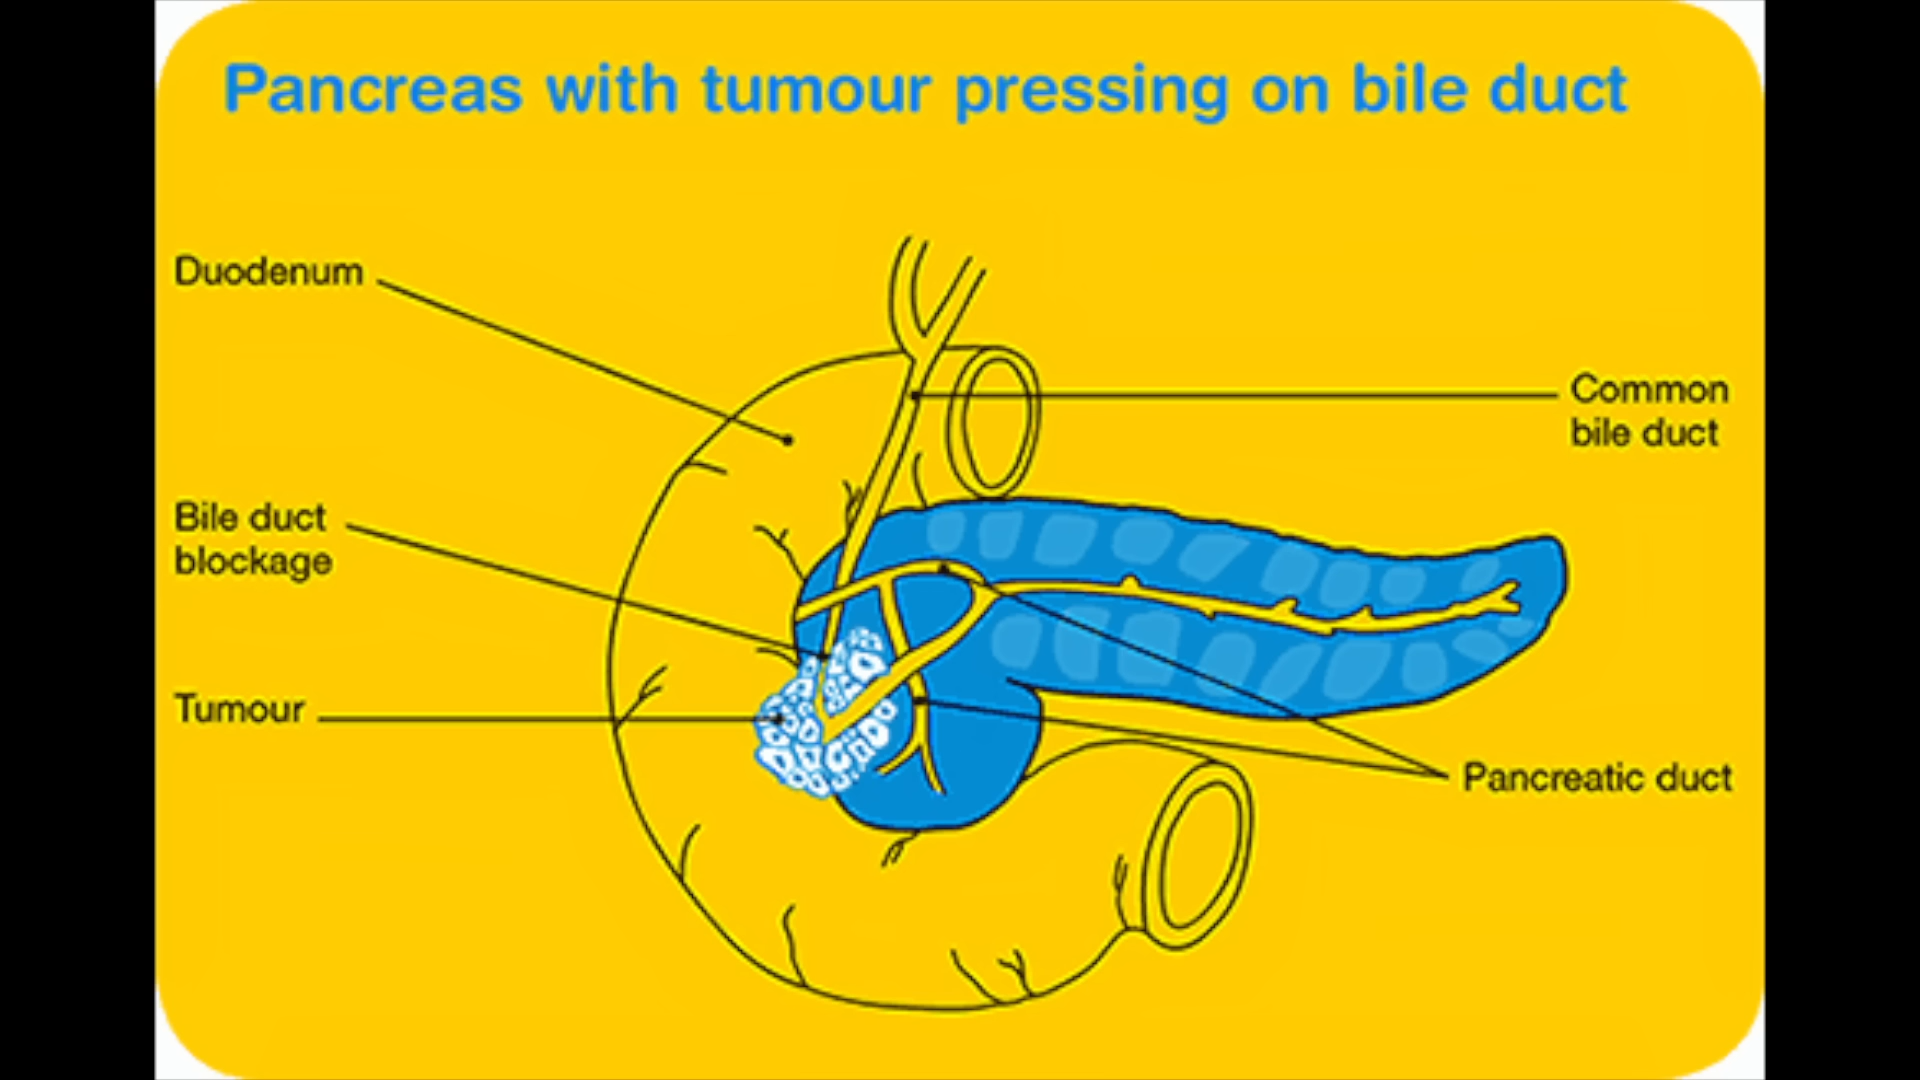 Pancreas with tumour pressing on bile duct
Duodenum
Common
bile duct
Bile duct
blockage
Tumour
Pancreatic duct